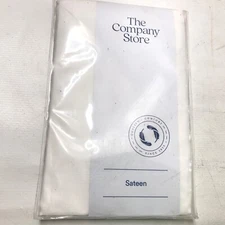 The
Company
Store
Sateen